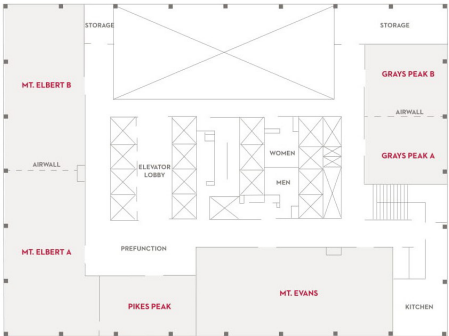 STORAGE
STORAGE
MT. ELBERT B
GRAYS PEAK B
AIRWALL
GRAYS PEAK A
WOMEN
AIRWALL
ELEVATOR
LOBBY
MEN
PREFUNCTION
MT. ELBERT A
PIKES PEAK
MT. EVANS
KITCHEN